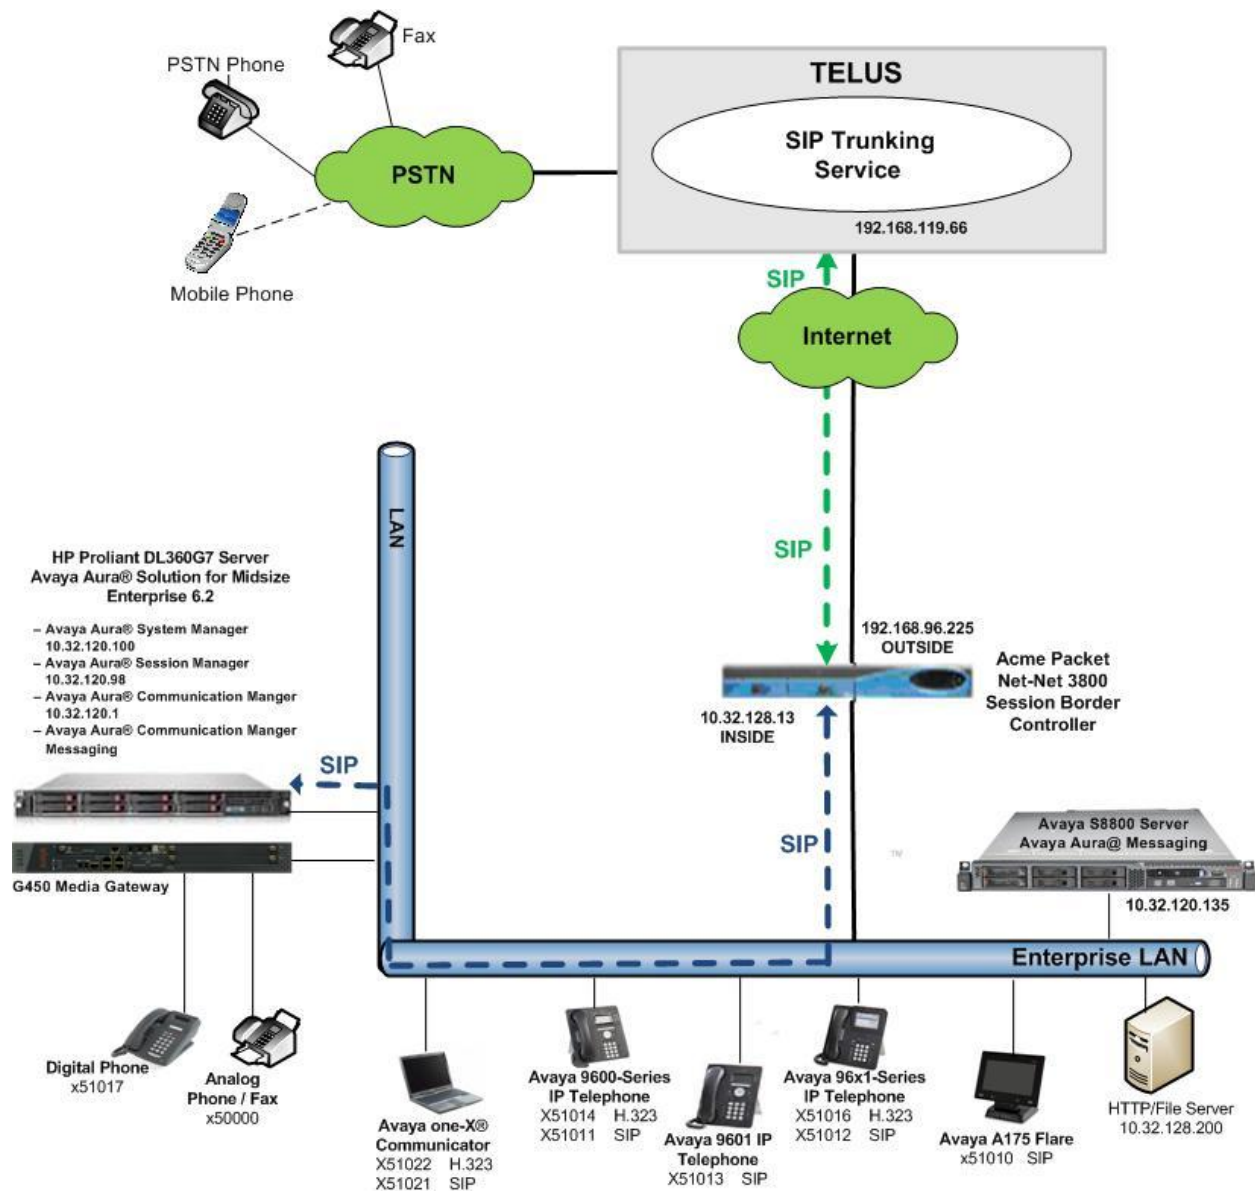 Fax
PSTN Phone
PSTN
Mobile Phone
TELUS
SIP Trunking
Service
192.168.119.66
SIP
Internet
SIP
LAN
HP Proliant DL360G7 Server
Avaya Aura® Solution for Midsize
Enterprise 6.2
– Avaya Aura® System Manager
10.32.120.100
– Avaya Aura® Session Manager
10.32.120.98
– Avaya Aura® Communication Manger
10.32.120.1
– Avaya Aura® Communication Manger
Messaging
SIP
G450 Media Gateway
192.168.96.225
OUTSIDE
Acme Packet
Net-Net 3800
Session Border
Controller
10.32.128.13
INSIDE
SIP
TM
Avaya S8800 Server
Avaya Aura@ Messaging
10.32.120.135
Enterprise LAN
Digital Phone
x51017
Analog
Phone / Fax
x50000
Avaya one-X®
Communicator
X51022 H.323
X51021 SIP
Avaya 9600-Series
IP Telephone
X51014 H.323
X51011 SIP
Avaya 9601 IP
Telephone
X51013 SIP
Avaya 96x1-Series
IP Telephone
X51016 H.323
X51012 SIP
Avaya A175 Flare
x51010 SIP
HTTP/File Server
10.32.128.200